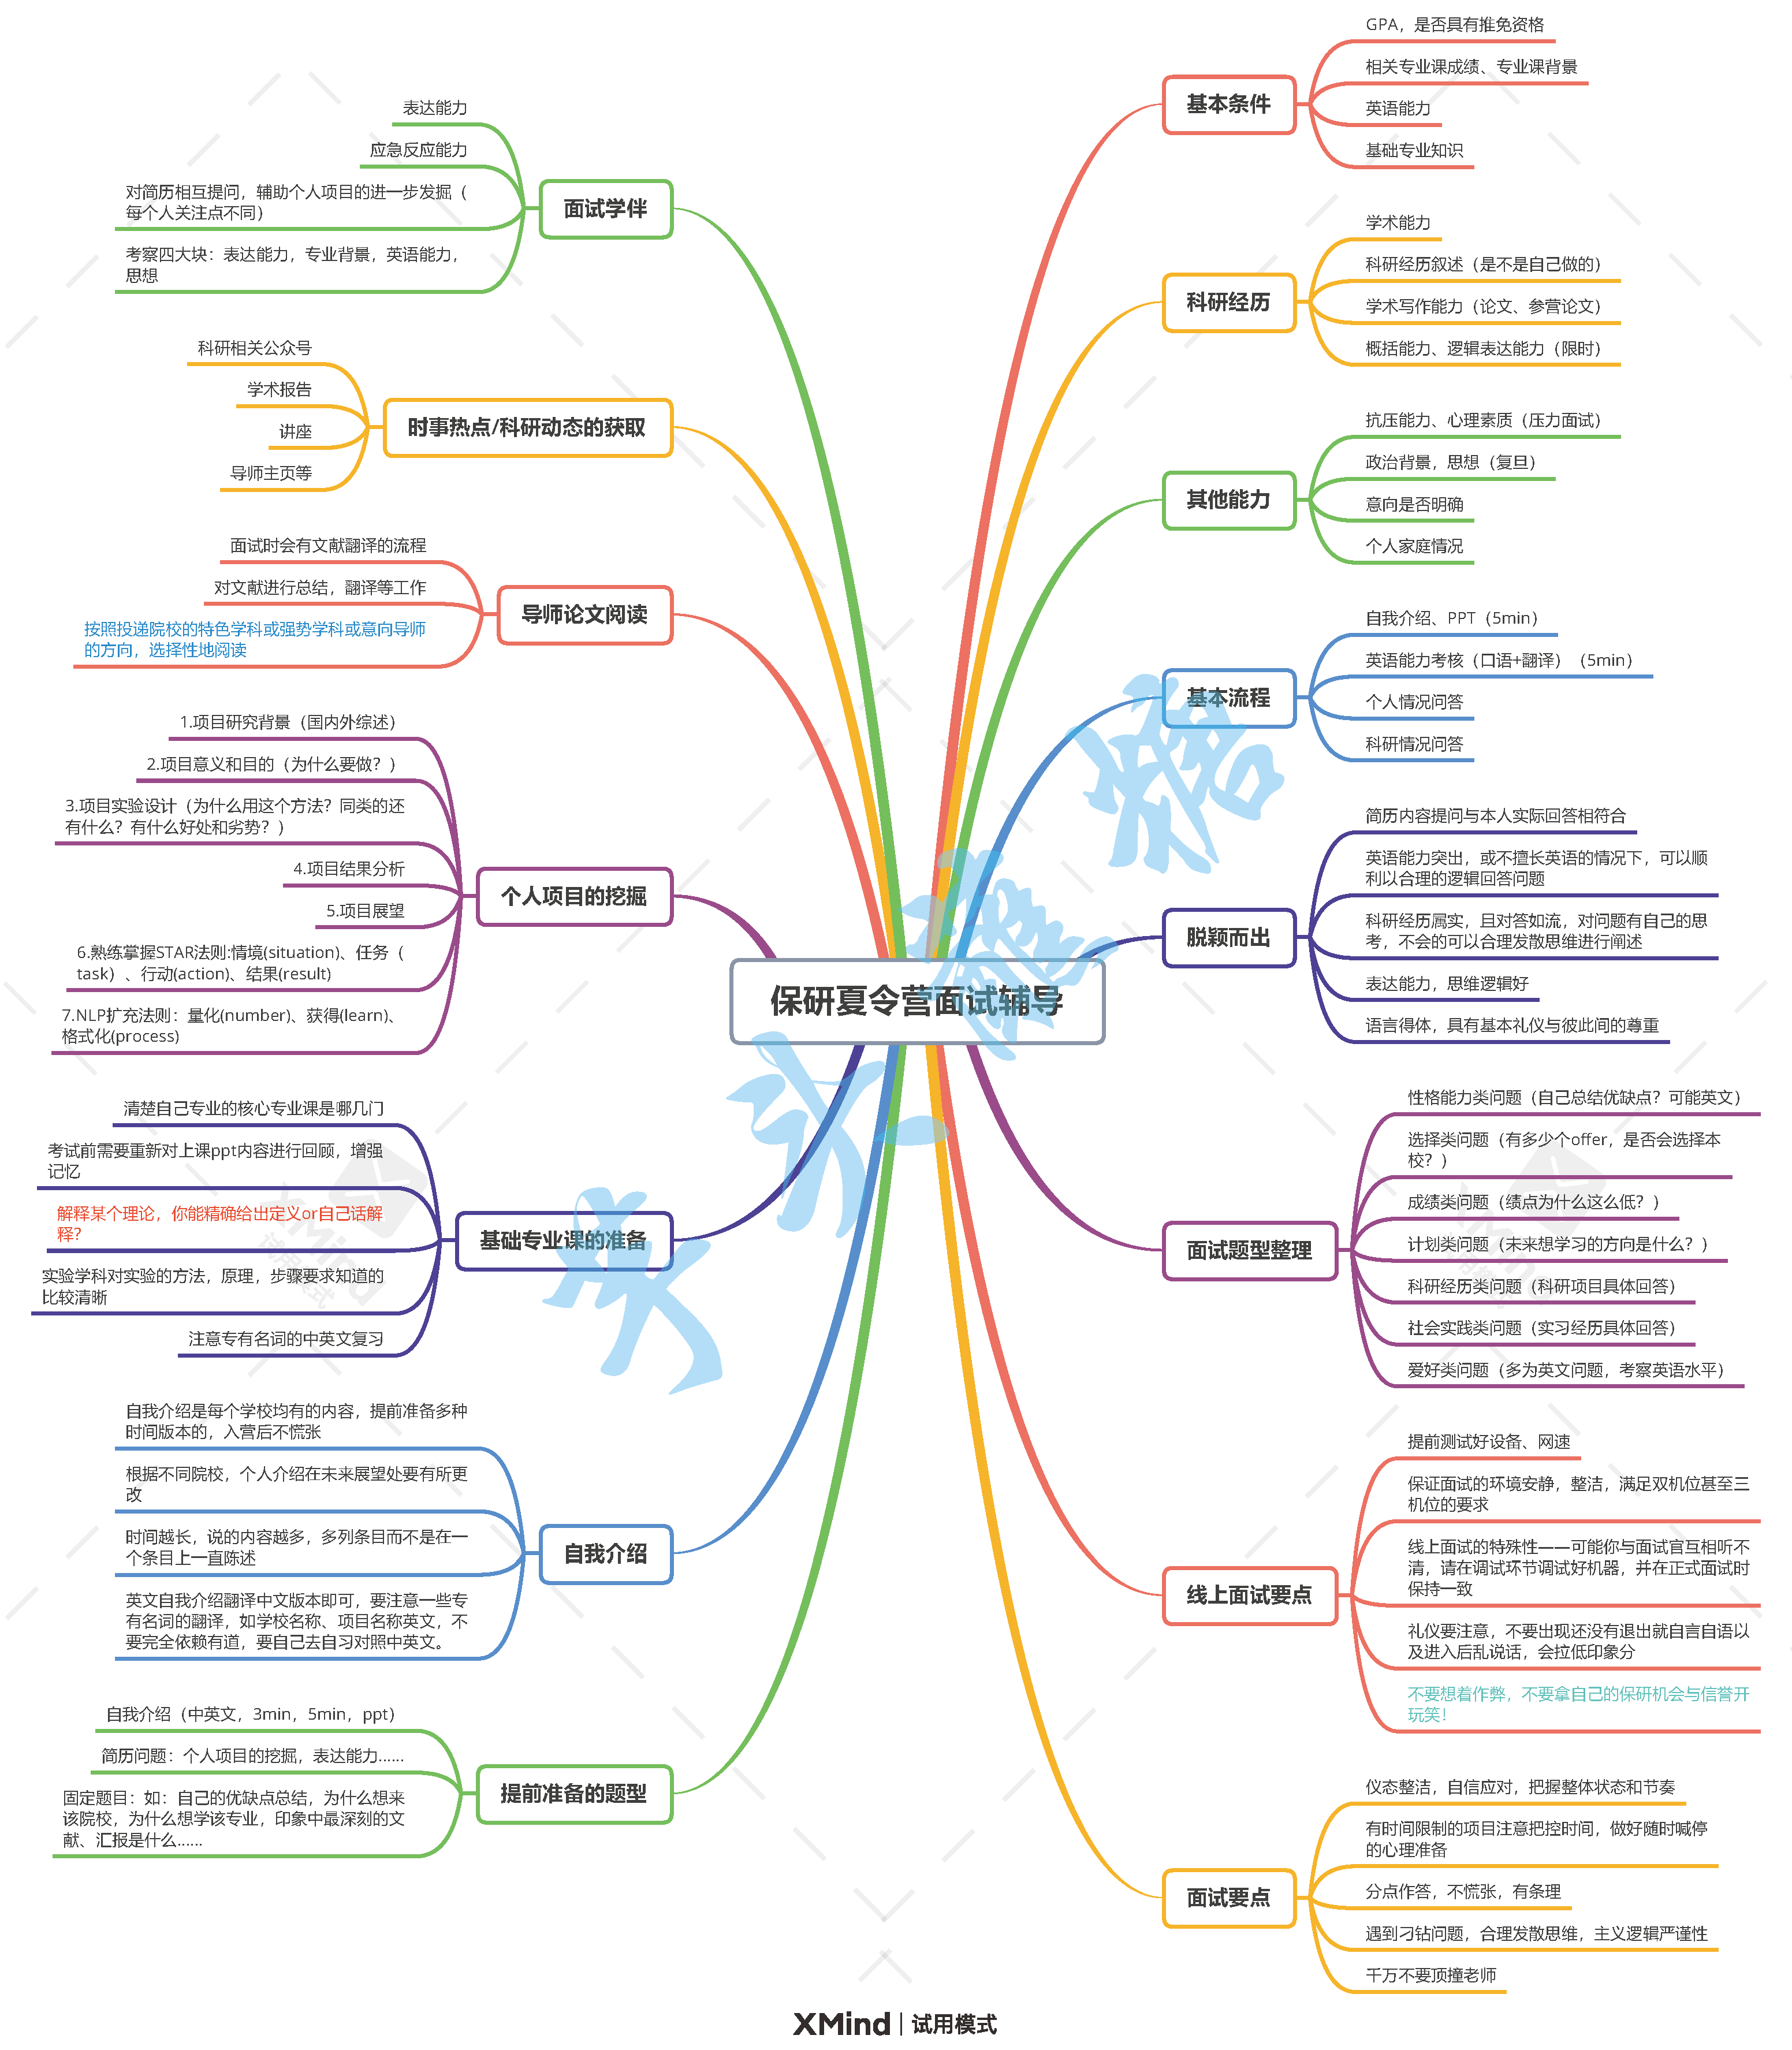 保研夏令营面试辅导
基本条件
GPA，是否具有推免资格
相关专业课成绩、专业课背景
英语能力
基础专业知识
科研经历
学术能力
科研经历叙述（是不是自己做的）
学术写作能力（论文、参营论文）
概括能力、逻辑表达能力（限时）
其他能力
抗压能力、心理素质（压力面试）
政治背景，思想（复旦）
意向是否明确
个人家庭情况
基本流程
自我介绍、PPT（5min）
英语能力考核（口语+翻译）（5min）
个人情况问答
科研情况问答
脱颖而出
简历内容提问与本人实际回答相符合
英语能力突出，或不擅长英语的情况下，可以顺
利以合理的逻辑回答问题
科研经历属实，且对答如流，对问题有自己的思
考，不会的可以合理发散思维进行阐述
表达能力，思维逻辑好
语言得体，具有基本礼仪与彼此间的尊重
面试题型整理
性格能力类问题（自己总结优缺点？可能英文）
选择类问题（有多少个offer，是否会选择本
校？）
成绩类问题（绩点为什么这么低？）
计划类问题（未来想学习的方向是什么？）
科研经历类问题（科研项目具体回答）
社会实践类问题（实习经历具体回答）
爱好类问题（多为英文问题，考察英语水平）
线上面试要点
提前测试好设备、网速
保证面试的环境安静，整洁，满足双机位甚至三
机位的要求
线上面试的特殊性——可能你与面试官互相听不
清，请在调试环节调试好机器，并在正式面试时
保持一致
礼仪要注意，不要出现还没有退出就自言自语以
及进入后乱说话，会拉低印象分
不要想着作弊，不要拿自己的保研机会与信誉开
玩笑！
面试要点
仪态整洁，自信应对，把握整体状态和节奏
有时间限制的项目注意把控时间，做好随时喊停
的心理准备
分点作答，不慌张，有条理
遇到刁钻问题，合理发散思维，主义逻辑严谨性
千万不要顶撞老师
面试学伴
表达能力
应急反应能力
对简历相互提问，辅助个人项目的进一步发掘（
每个人关注点不同）
考察四大块：表达能力，专业背景，英语能力，
思想
时事热点/科研动态的获取
科研相关公众号
学术报告
讲座
导师主页等
导师论文阅读
面试时会有文献翻译的流程
对文献进行总结，翻译等工作
按照投递院校的特色学科或强势学科或意向导师
的方向，选择性地阅读
个人项目的挖掘
1.项目研究背景（国内外综述）
2.项目意义和目的（为什么要做？）
3.项目实验设计（为什么用这个方法？同类的还
有什么？有什么好处和劣势？）
4.项目结果分析
5.项目展望
6.熟练掌握STAR法则:情境(situation)、任务（
task）、行动(action)、结果(result)
7.NLP扩充法则：量化(number)、获得(learn)、
格式化(process)
基础专业课的准备
清楚自己专业的核心专业课是哪几门
考试前需要重新对上课ppt内容进行回顾，增强
记忆
解释某个理论，你能精确给出定义or自己话解
释？
实验学科对实验的方法，原理，步骤要求知道的
比较清晰
注意专有名词的中英文复习
自我介绍
自我介绍是每个学校均有的内容，提前准备多种
时间版本的，入营后不慌张
根据不同院校，个人介绍在未来展望处要有所更
改
时间越长，说的内容越多，多列条目而不是在一
个条目上一直陈述
英文自我介绍翻译中文版本即可，要注意一些专
有名词的翻译，如学校名称、项目名称英文，不
要完全依赖有道，要自己去自习对照中英文。
提前准备的题型
自我介绍（中英文，3min，5min，ppt）
简历问题：个人项目的挖掘，表达能力......
固定题目：如：自己的优缺点总结，为什么想来
该院校，为什么想学该专业，印象中最深刻的文
献、汇报是什么......
XMind
试用模式
XMind | 试用模式